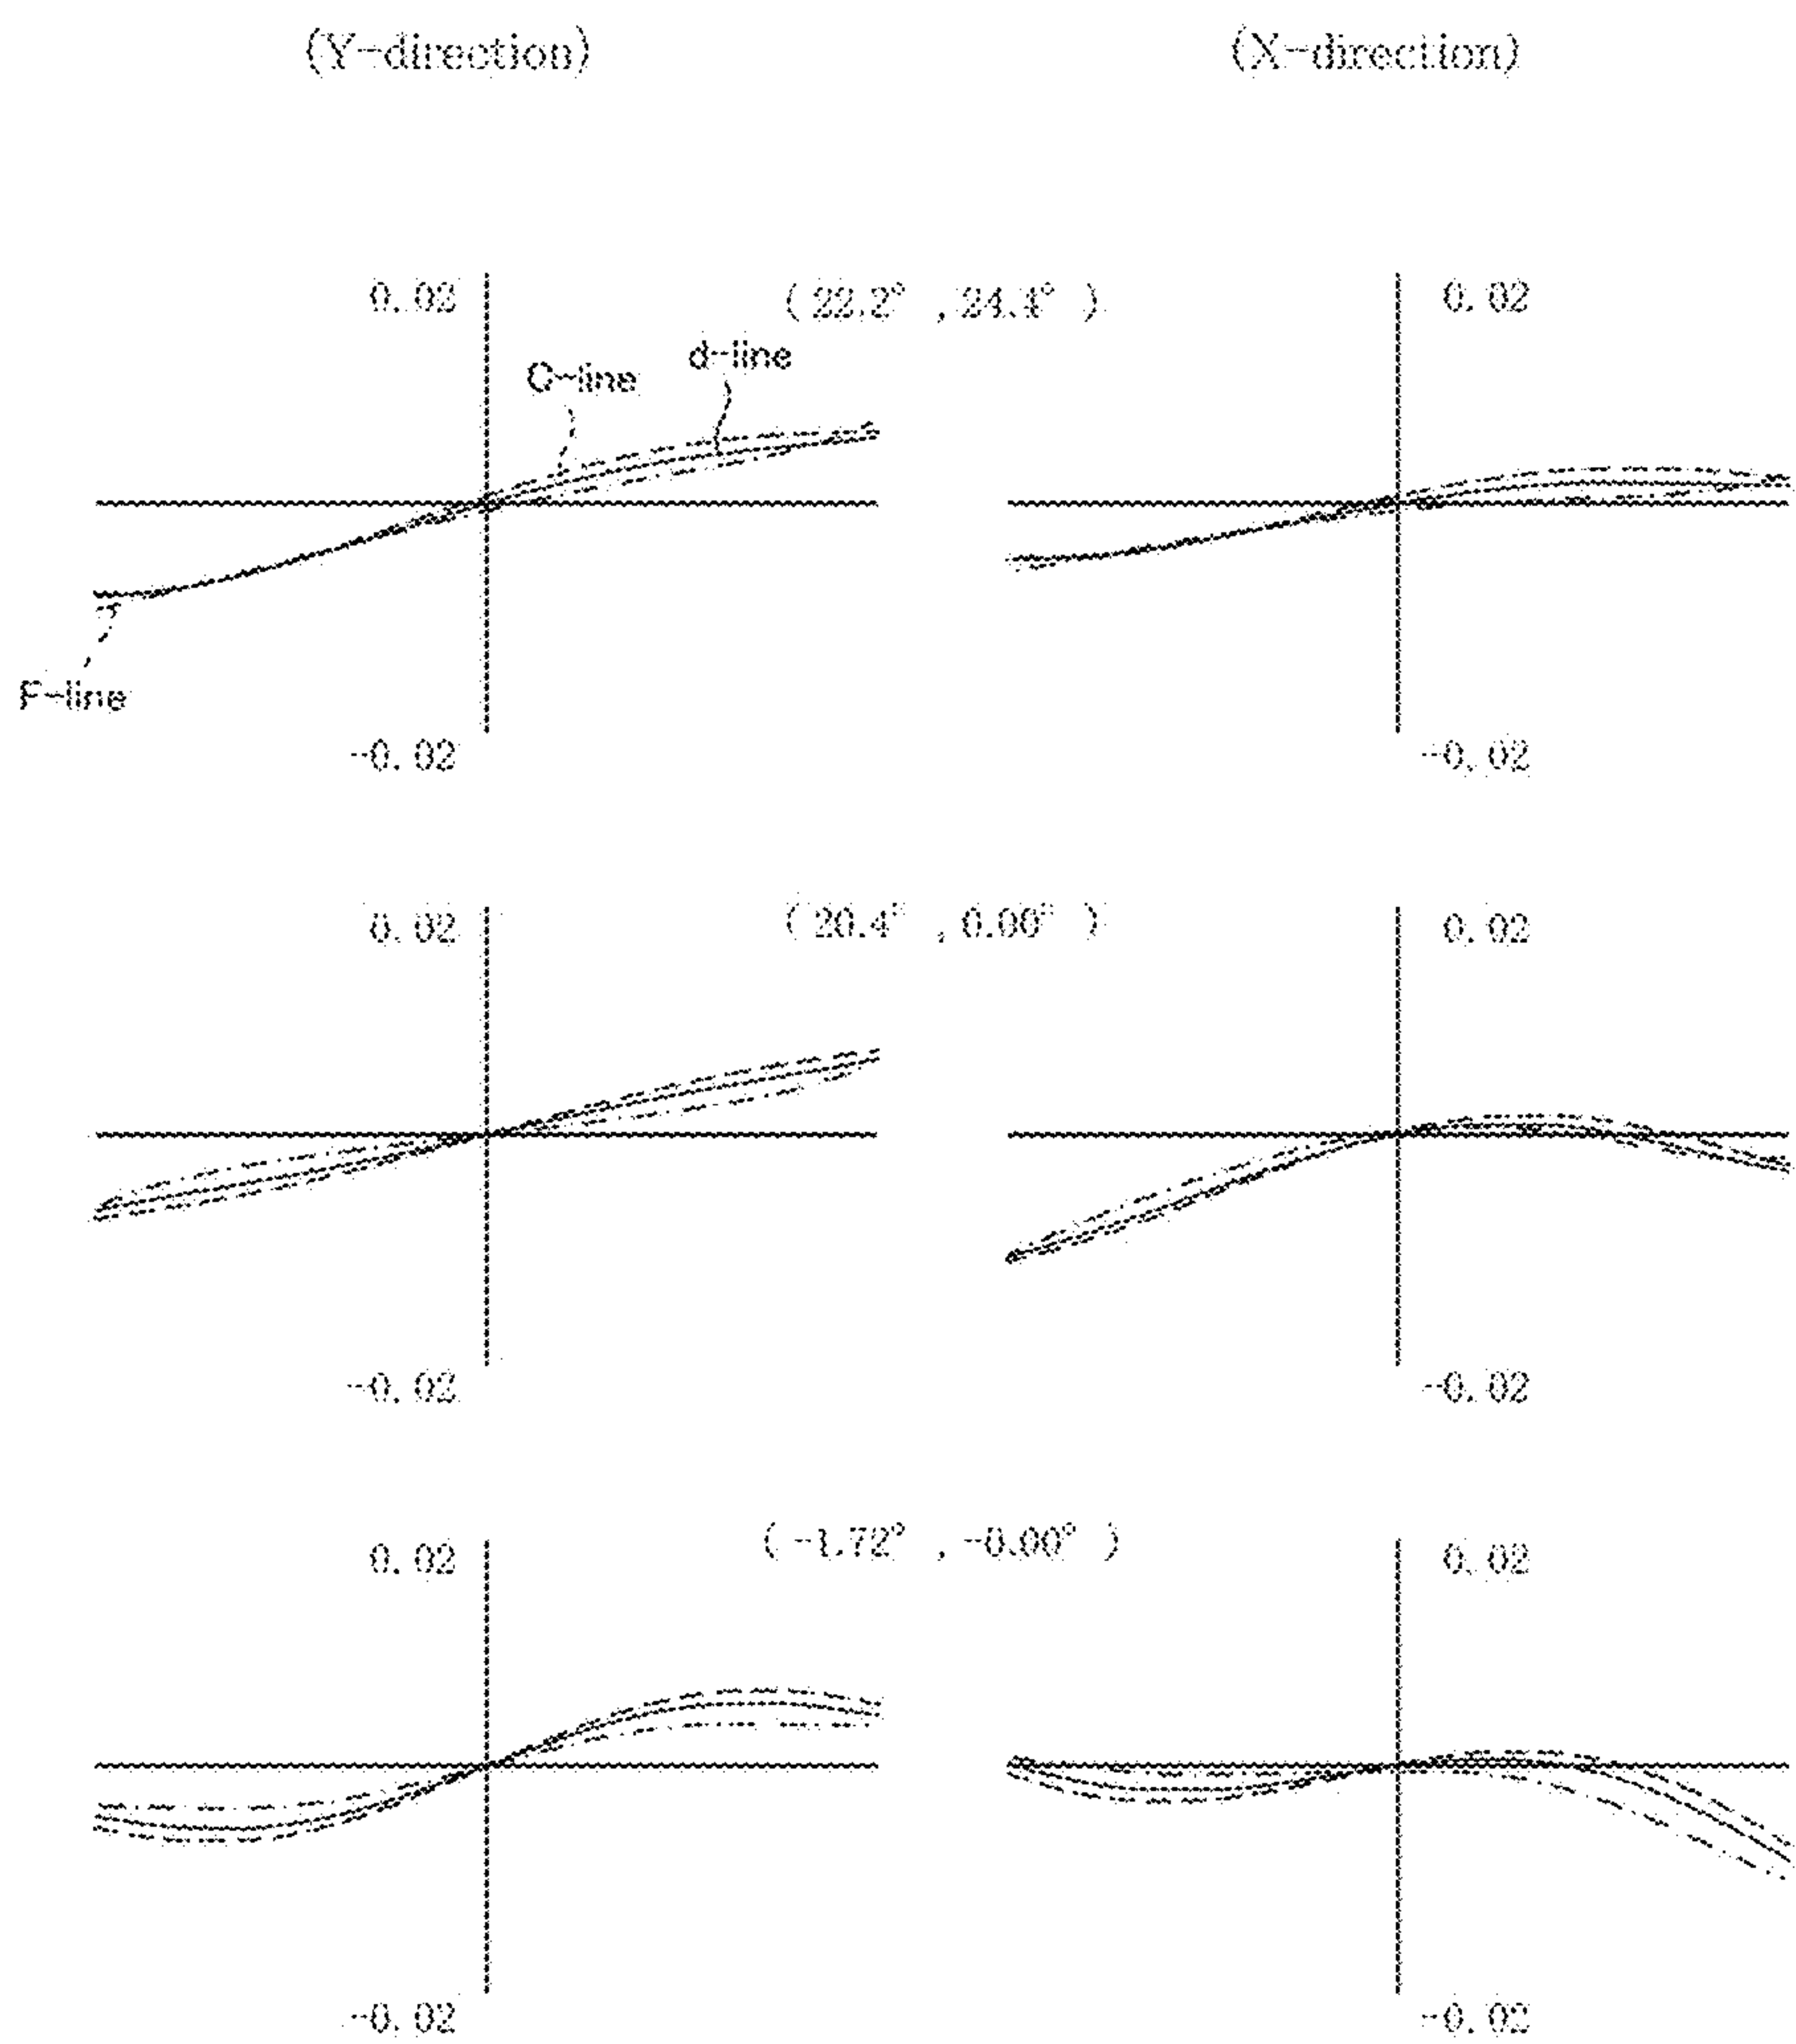 (Y-direction) (X-direction)
0.02 (22.2° ,24.4° ) 0.02
C-line d-line
F-line
-0.02 -0.02
0.02 (20.4° ,0.00° ) 0.02
-0.02 -0.02
0.02 (-1.72° ,-0.00° ) 0.02
-0.02 -0.02